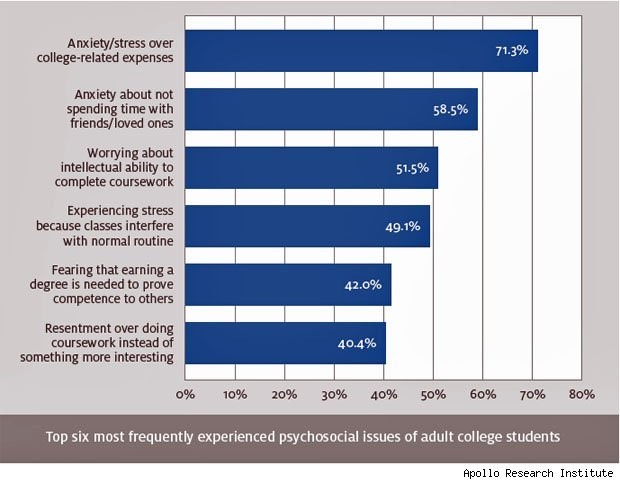 Anxiety/stress over
college-related expenses
71.3%
Anxiety about not
spending time with
friends/loved ones
58.5%
Worrying about
intellectual ability to
complete coursework
51.5%
Experiencing stress
because classes interfere
with normal routine
49.1%
Fearing that earning a
degree is needed to prove
competence to others
42.0%
Resentment over doing
coursework instead of
something more interesting
40.4%
0% 10% 20% 30% 40% 50% 60% 70% 80%
Top six most frequently experienced psychosocial issues of adult college students
Apollo Research Institute